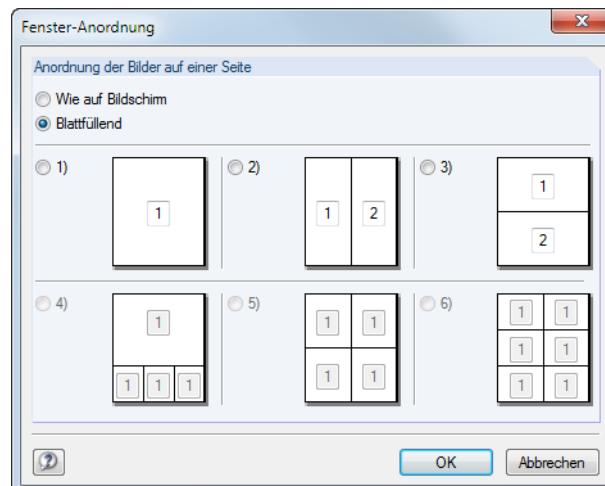 Fenster-Anordnung
Anordnung der Bilder auf einer Seite
Wie auf Bildschim
Blattfüllend
1) 1
2) 1 2
3) 1
2
4) 1
1 1 1
5) 1 1
1 1
6) 1 1
1 1
1 1
OK Abbrechen